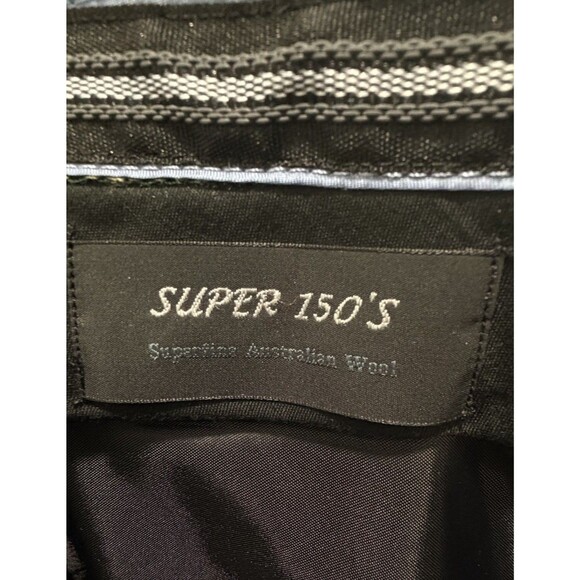 SUPER 150'S
Superfine Australian Wool